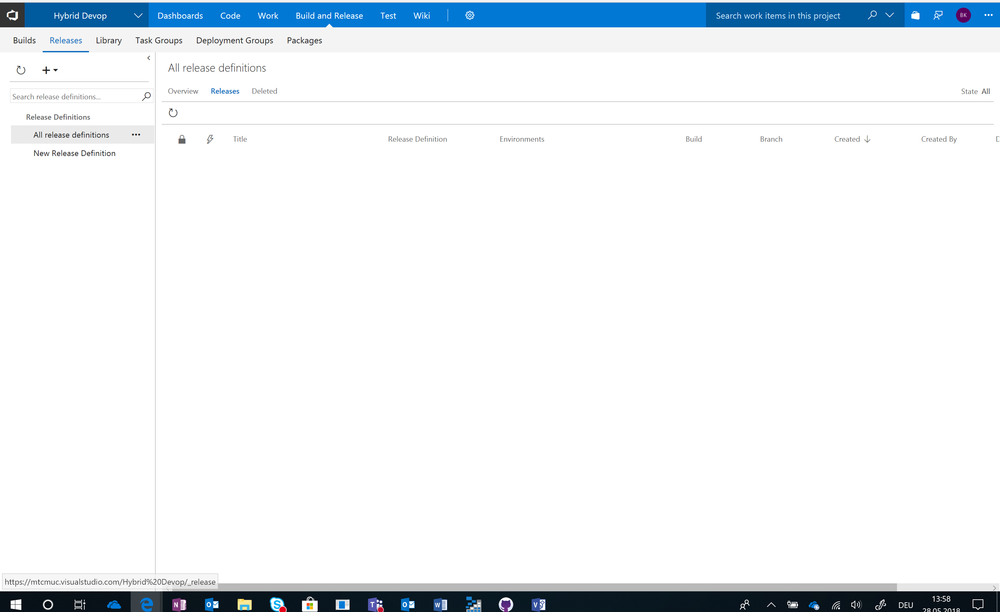 Hybrid Devop Dashboards Code Work Build and Release Test Wiki Search work items in this project BK
Builds Releases Library Task Groups Deployment Groups Packages
All release definitions
Overview Releases Deleted State All
Search release definitions...
Release Definitions
All release definitions
New Release Definition
Title Release Definition Environments Build Branch Created Created By
https://mtcmuc.visualstudio.com/Hybrid%20Devop/_release
DEU
13:58
28.05.2018